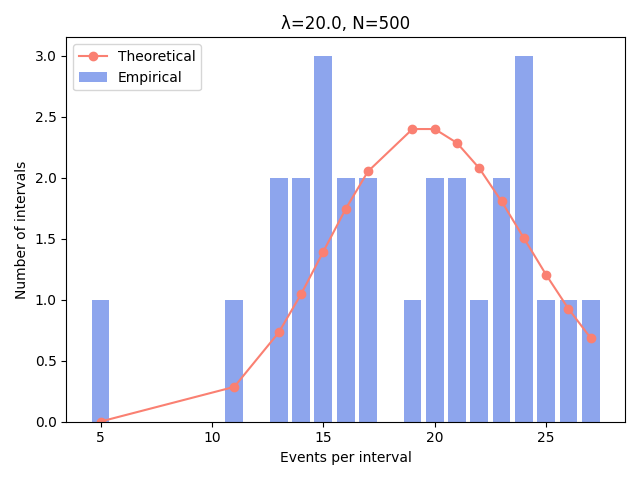 λ=20.0, N=500
Theoretical
Empirical
Number of intervals
3.0
2.5
2.0
1.5
1.0
0.5
0.0
5
10
15
20
25
Events per interval